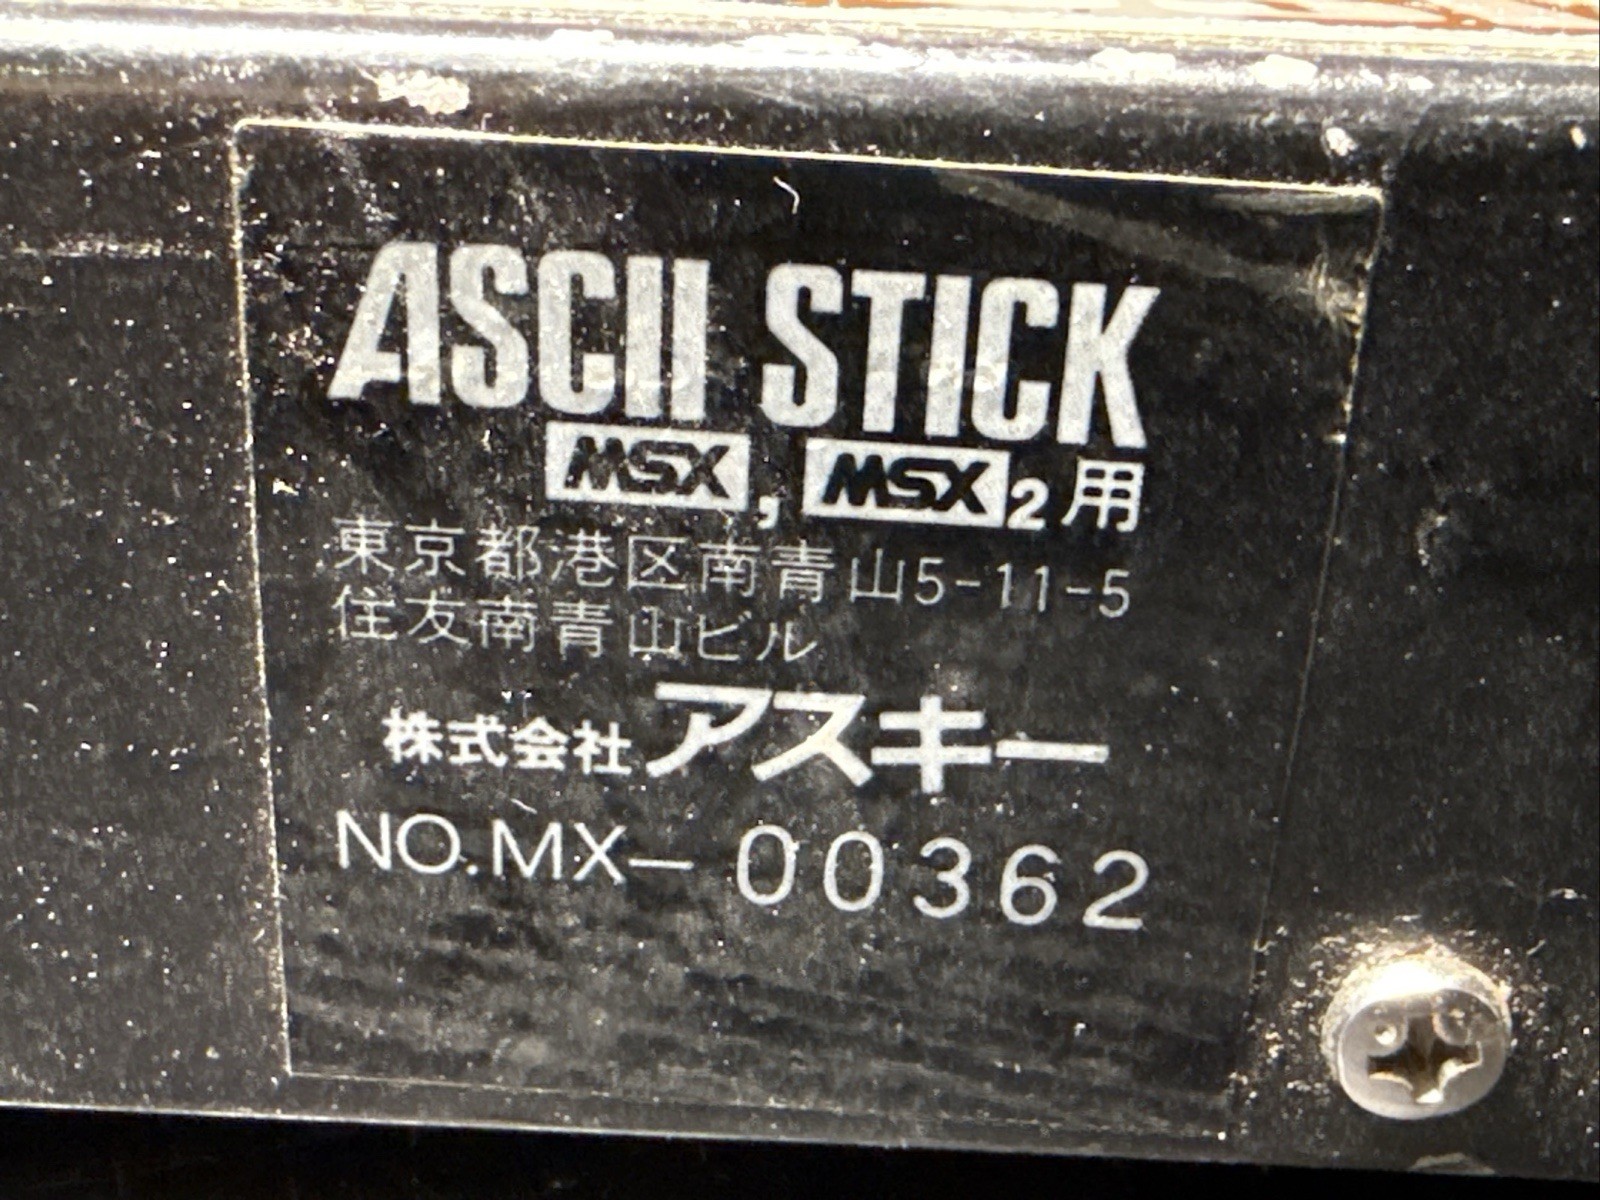 ASCII STICK
MSX, MSX2用
東京都港区南青山5-11-5
住友南青山ビル
株式会社アスキー
NO.MX-00362